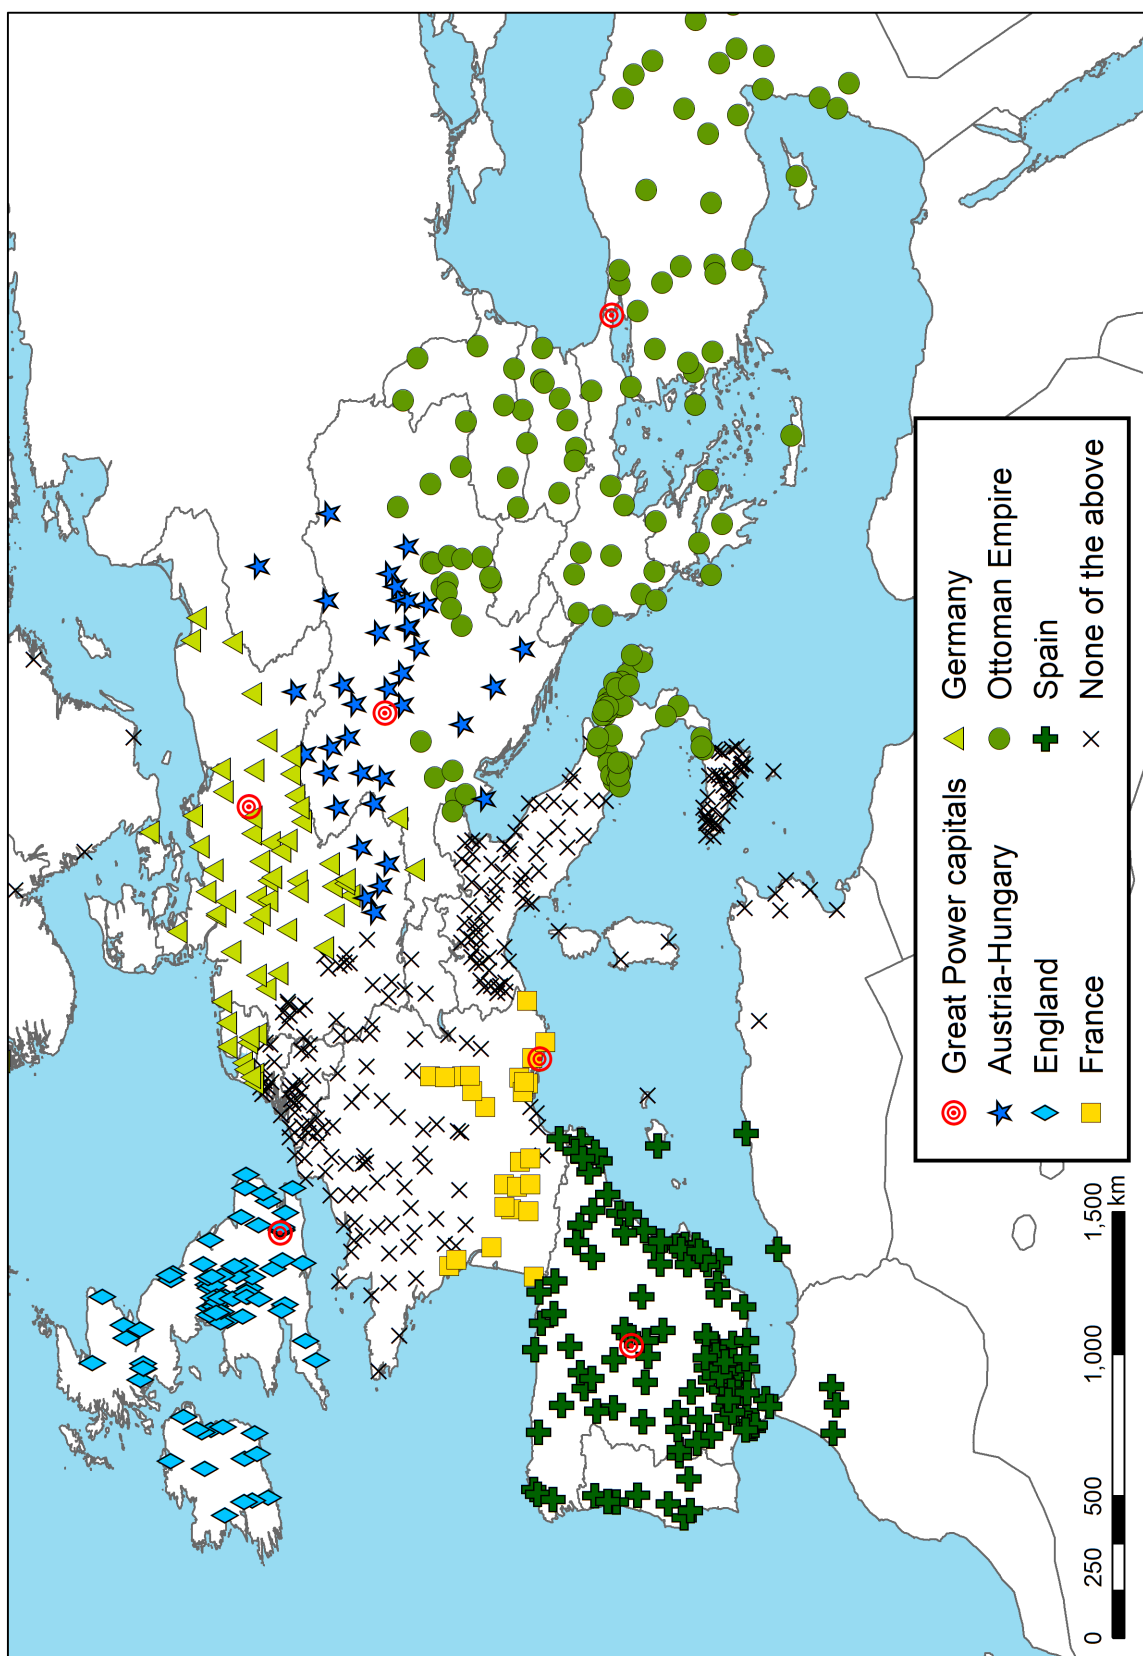 Great Power capitals
Austria-Hungary
England
France
Germany
Ottoman Empire
Spain
None of the above
0 250 500 1,000 1,500
km